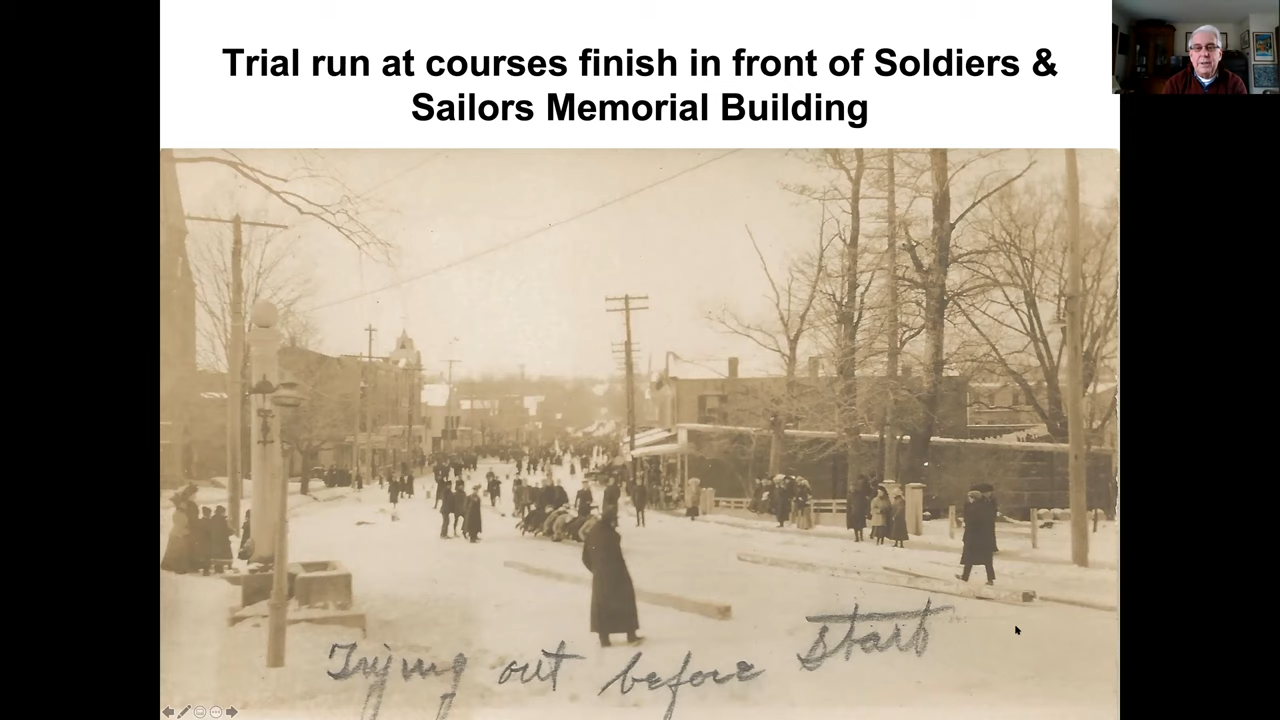 Trial run at courses finish in front of Soldiers &
Sailors Memorial Building
Trying out before start